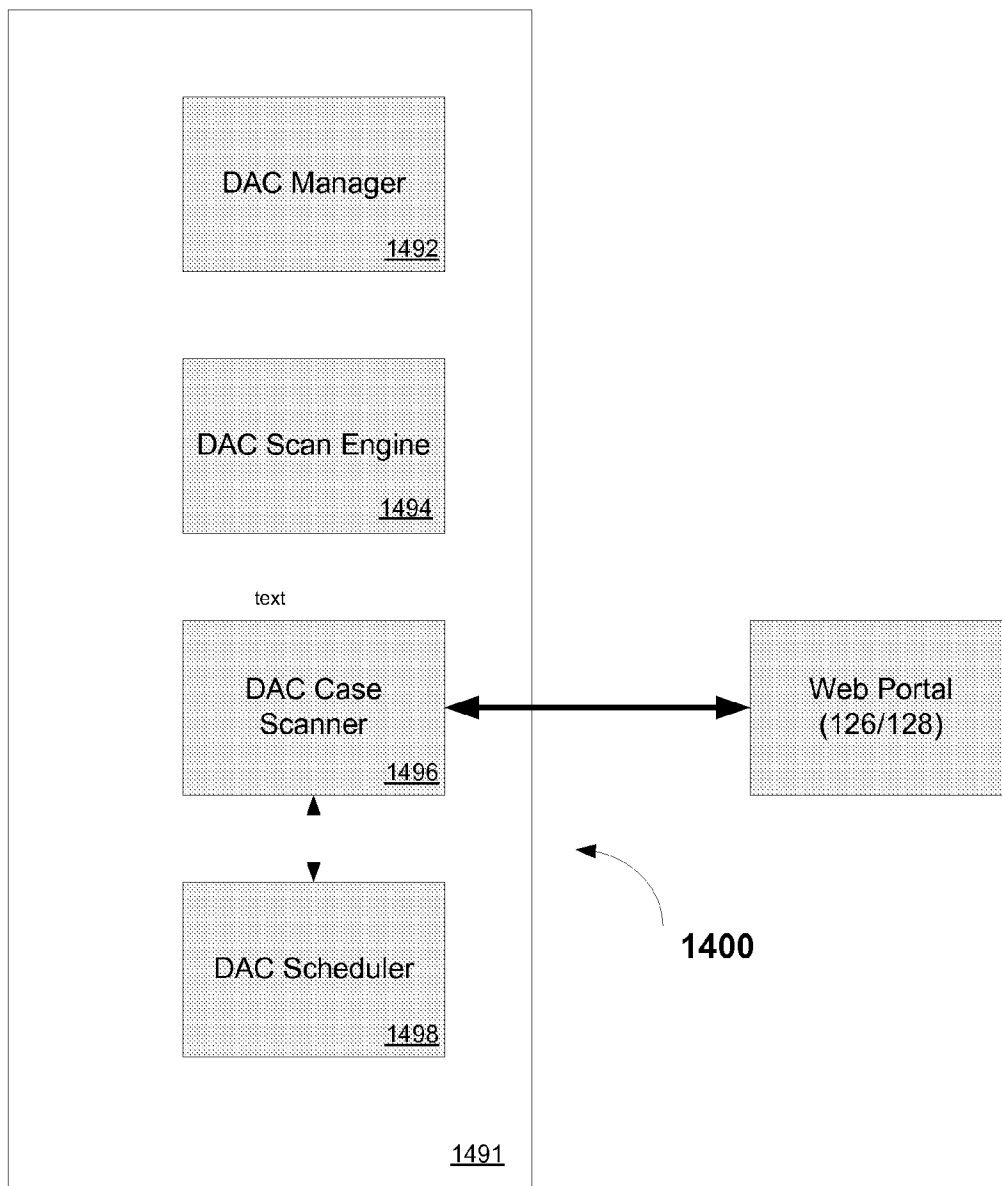 DAC Manager
1492
DAC Scan Engine
1494
text
DAC Case
Scanner
1496
Web Portal
(126/128)
1400
DAC Scheduler
1498
1491